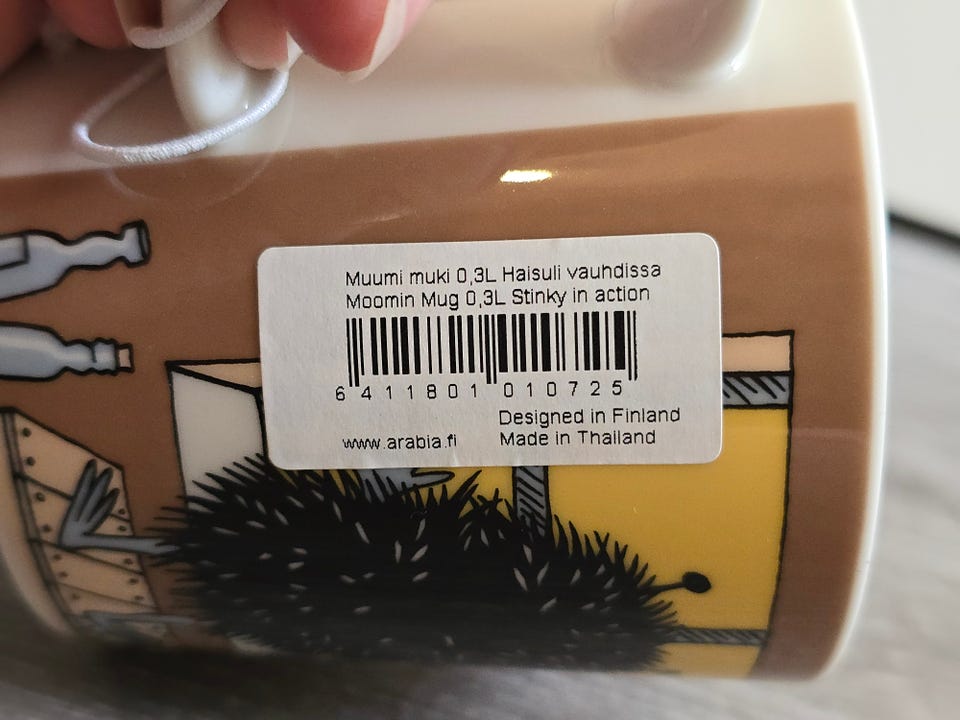 Muumi muki 0,3L Haisuli vauhdissa
Moomin Mug 0,3L Stinky in action
6 411801 010725
Designed in Finland
www.arabia.fi Made in Thailand